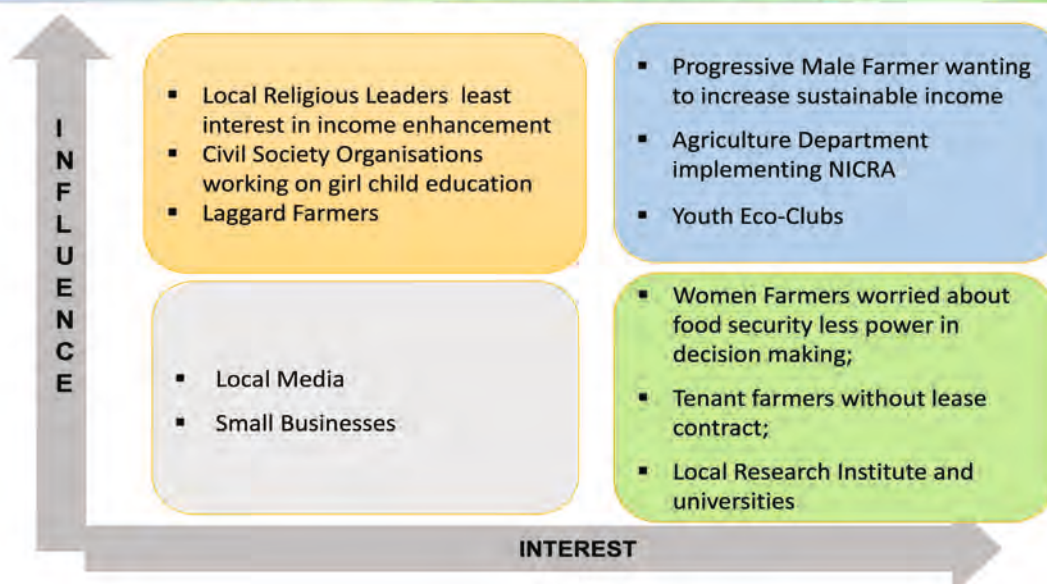 INFLUENCE
▪ Local Religious Leaders least
interest in income enhancement
▪ Civil Society Organisations
working on girl child education
▪ Laggard Farmers
▪ Progressive Male Farmer wanting
to increase sustainable income
▪ Agriculture Department
implementing NICRA
▪ Youth Eco-Clubs
▪ Local Media
▪ Small Businesses
▪ Women Farmers worried about
food security less power in
decision making;
▪ Tenant farmers without lease
contract;
▪ Local Research Institute and
universities
INTEREST